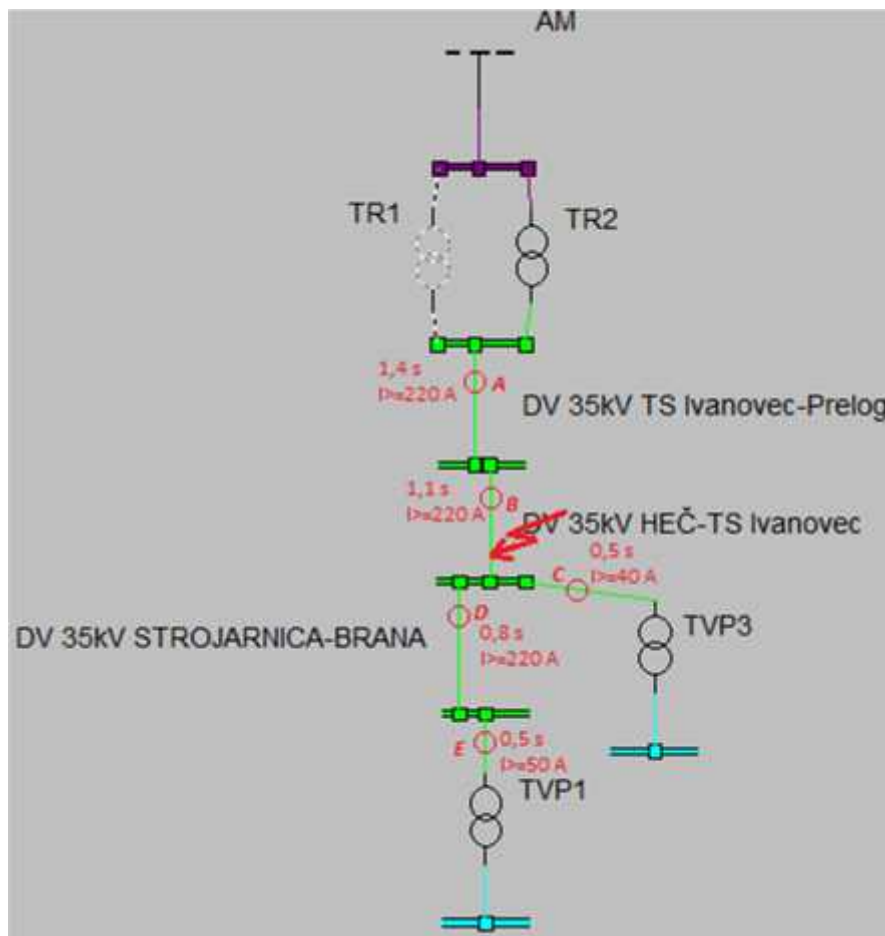 AM
TR1
TR2
1,4 s
I>=220 A
A
DV 35kV TS Ivanovec-Prelog
1,1 s
I>=220 A
B
DV 35kV HEČ-TS Ivanovec
0,5 s
I>=40 A
C
TVP3
D
0,8 s
I>=220 A
DV 35kV STROJARNICA-BRANA
E
0,5 s
I>=50 A
TVP1